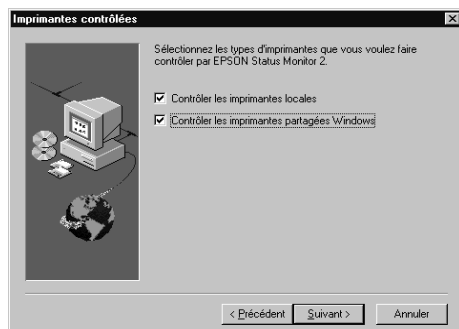 Imprimantes contrôlées
Sélectionnez les types d'imprimantes que vous voulez faire
contrôler par EPSON Status Monitor 2.
Contrôler les imprimantes locales
Contrôler les imprimantes partagées Windows
< Précédent
Suivant >
Annuler